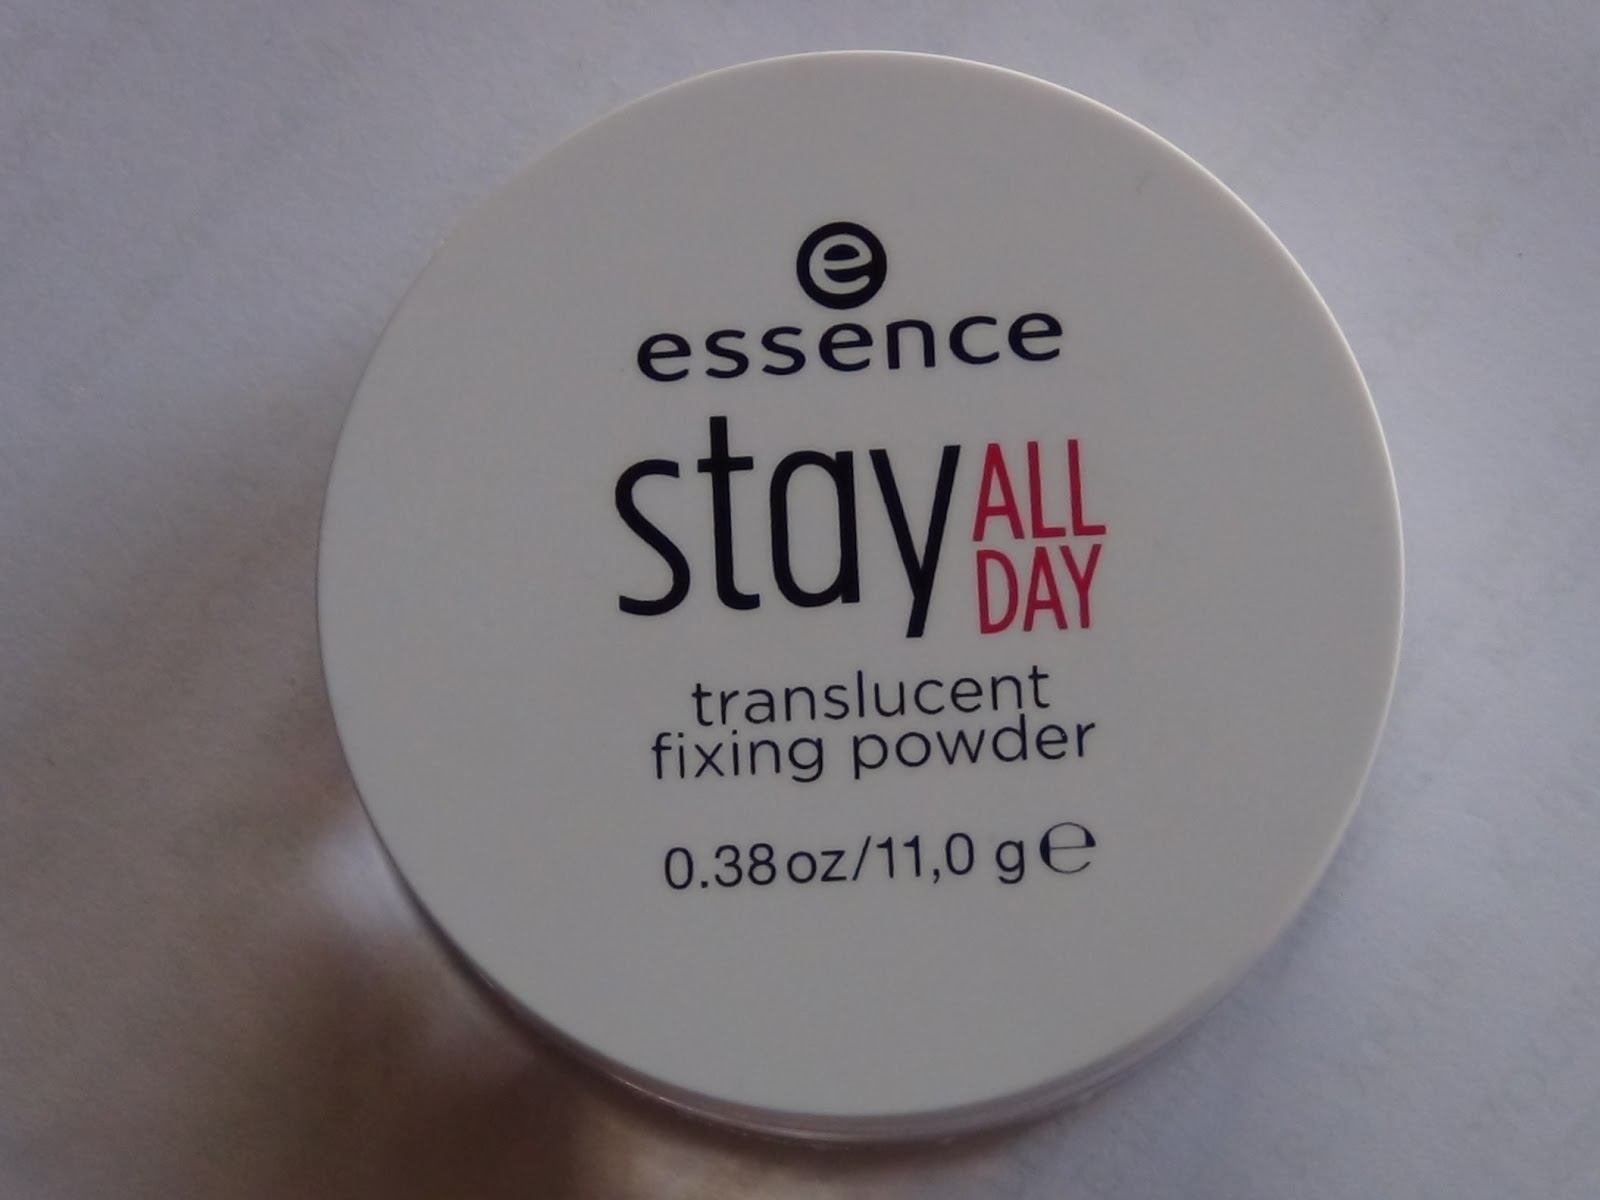 e
essence
stay ALL DAY
translucent
fixing powder
0.38 oz/11,0 g ℮